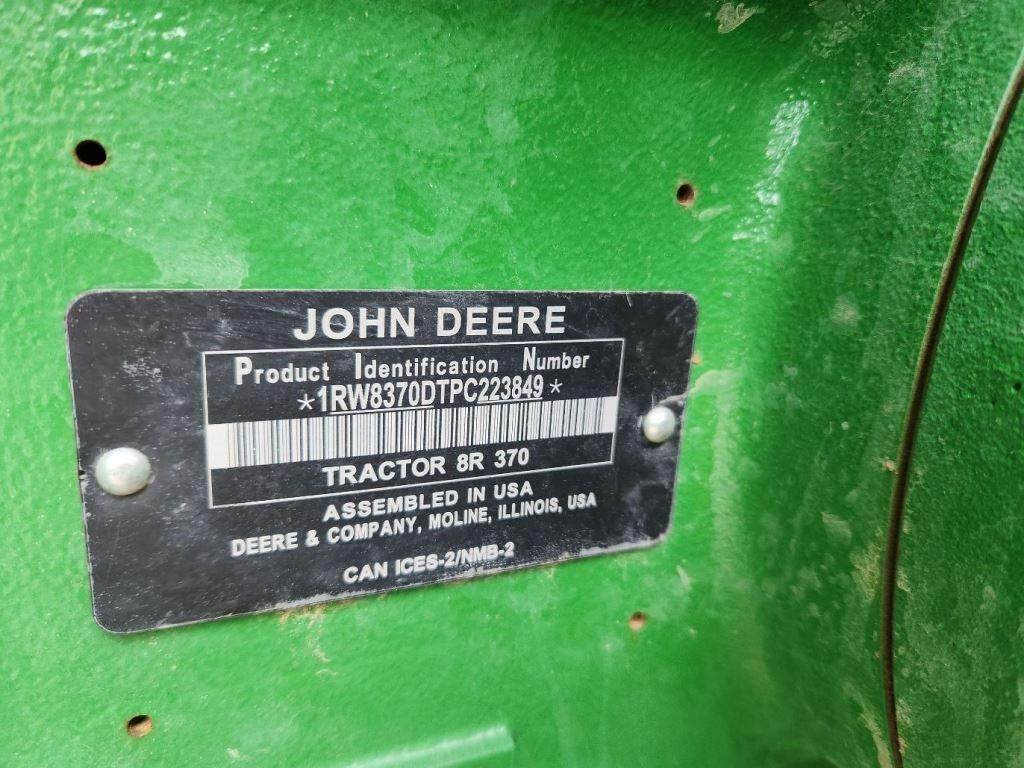 JOHN DEERE
Product Identification Number
*1RW8370DTPC223849*
TRACTOR 8R 370
ASSEMBLED IN USA
DEERE & COMPANY, MOLINE, ILLINOIS, USA
CAN ICES-2/NMB-2